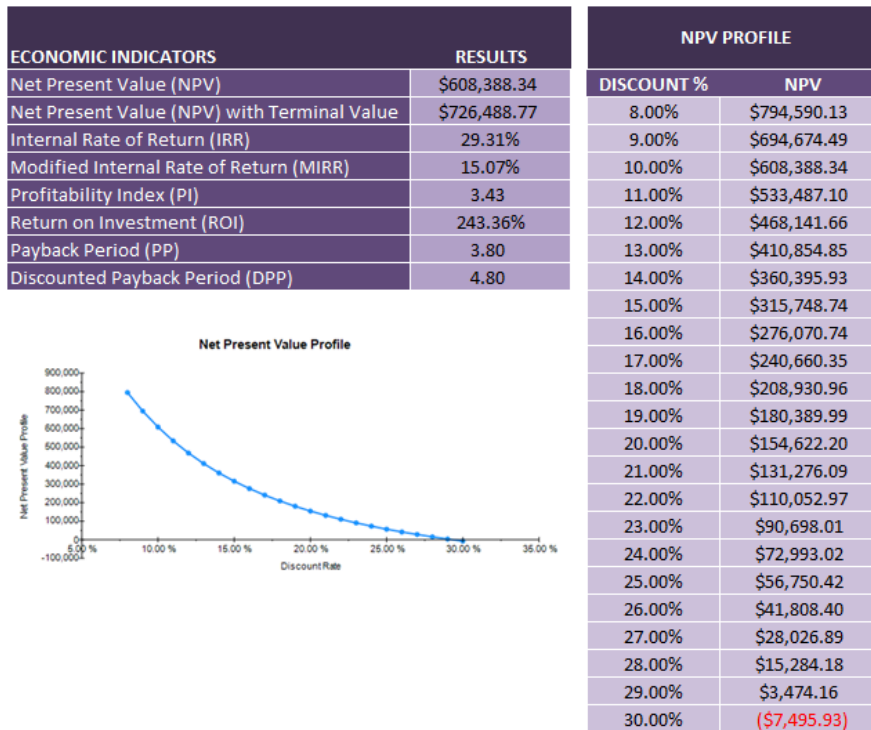 ECONOMIC INDICATORS RESULTS
Net Present Value (NPV) $608,388.34
Net Present Value (NPV) with Terminal Value $726,488.77
Internal Rate of Return (IRR) 29.31%
Modified Internal Rate of Return (MIRR) 15.07%
Profitability Index (PI) 3.43
Return on Investment (ROI) 243.36%
Payback Period (PP) 3.80
Discounted Payback Period (DPP) 4.80
Net Present Value Profile
Net Present Value Profile
900,000
800,000
700,000
600,000
500,000
400,000
300,000
200,000
100,000
0
-100,000
5.00 % 10.00 % 15.00 % 20.00 % 25.00 % 30.00 % 35.00 %
Discount Rate
NPV PROFILE
DISCOUNT % NPV
8.00% $794,590.13
9.00% $694,674.49
10.00% $608,388.34
11.00% $533,487.10
12.00% $468,141.66
13.00% $410,854.85
14.00% $360,395.93
15.00% $315,748.74
16.00% $276,070.74
17.00% $240,660.35
18.00% $208,930.96
19.00% $180,389.99
20.00% $154,622.20
21.00% $131,276.09
22.00% $110,052.97
23.00% $90,698.01
24.00% $72,993.02
25.00% $56,750.42
26.00% $41,808.40
27.00% $28,026.89
28.00% $15,284.18
29.00% $3,474.16
30.00% ($7,495.93)